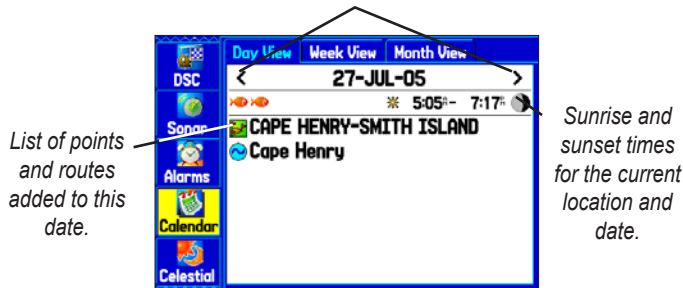 Day View Week View Month View
DSC
< 27-JUL-05 >
5:05A- 7:17P
Sonar
CAPE HENRY-SMITH ISLAND
Cape Henry
Alarms
Calendar
Celestial
List of points
and routes
added to this
date.
Sunrise and
sunset times
for the current
location and
date.